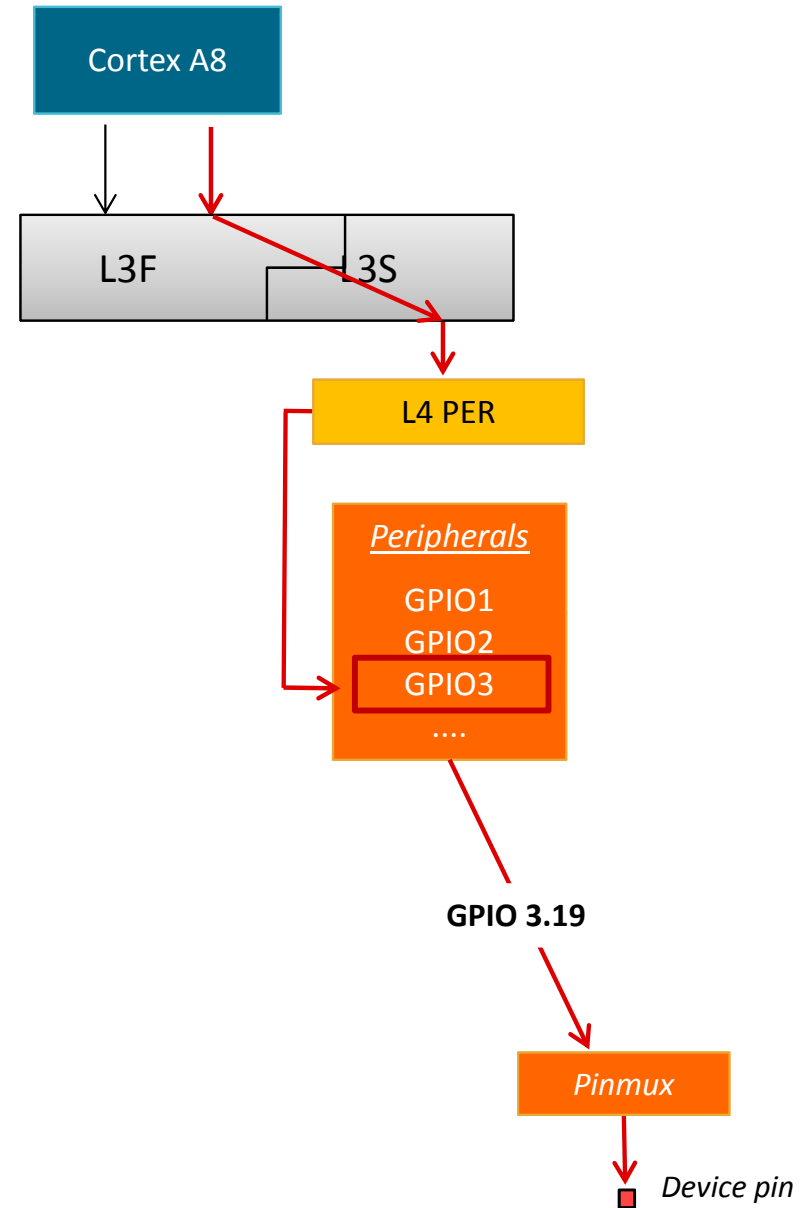 Cortex A8
L3F
L3S
L4 PER
Peripherals
GPIO1
GPIO2
GPIO3
....
GPIO 3.19
Pinmux
Device pin